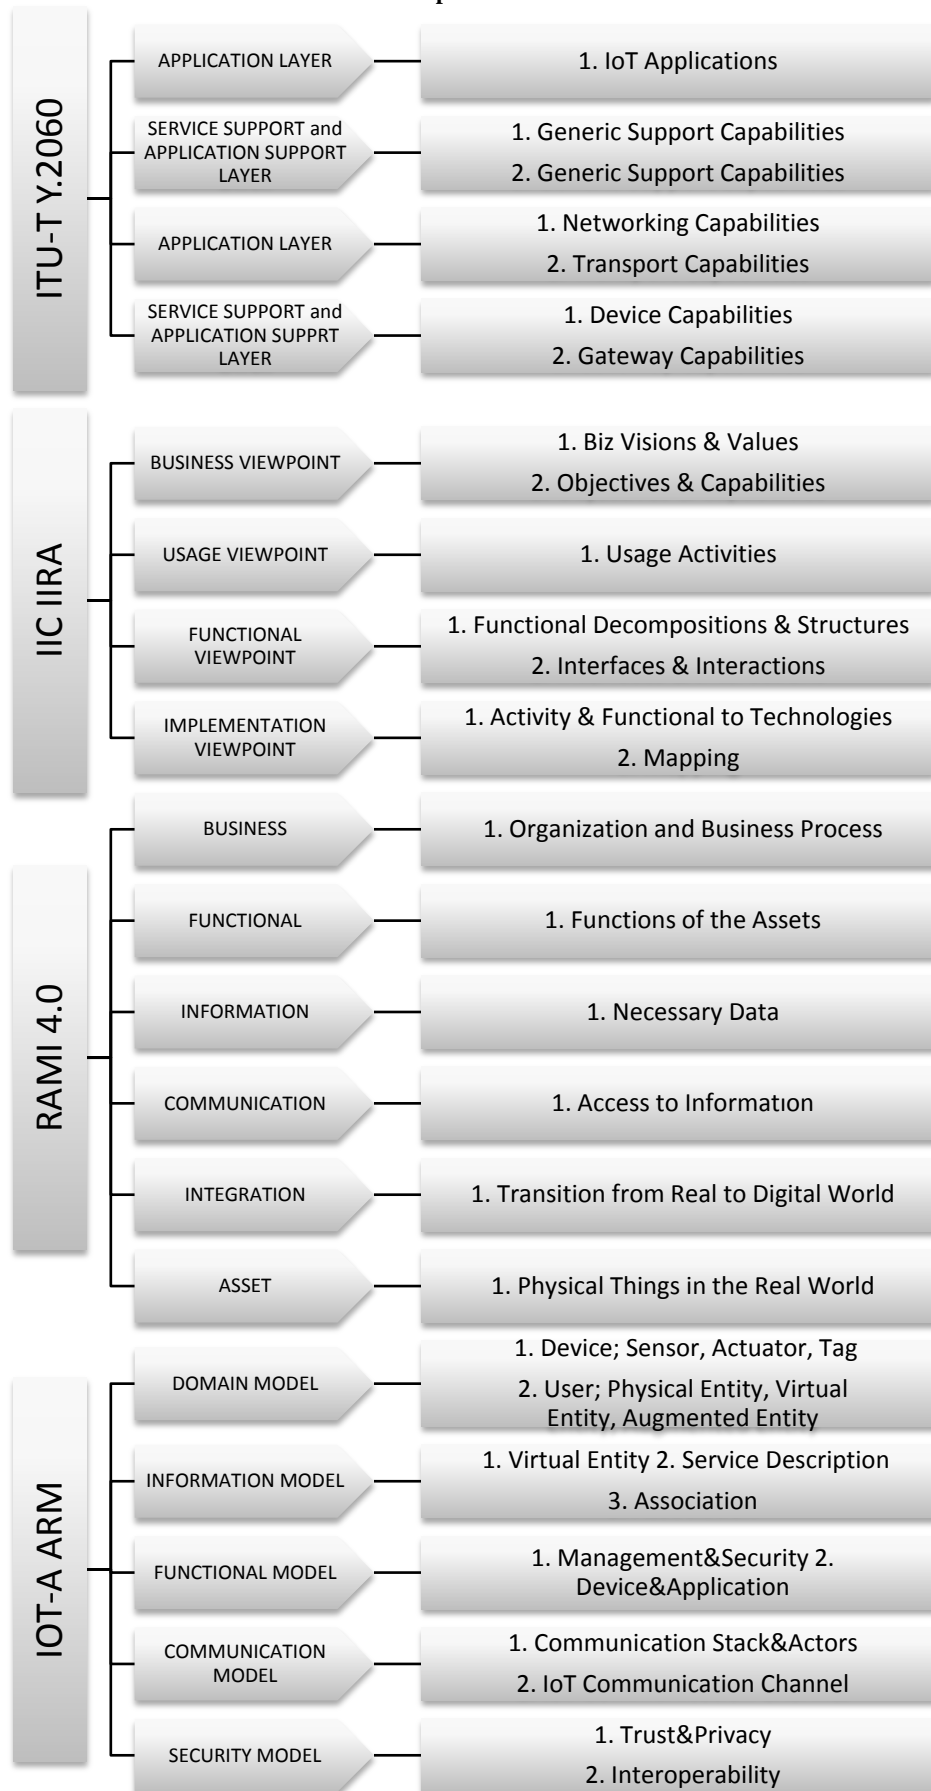 ITU-T Y.2060
APPLICATION LAYER
1. IoT Applications
SERVICE SUPPORT and
APPLICATION SUPPORT
LAYER
1. Generic Support Capabilities
2. Generic Support Capabilities
APPLICATION LAYER
1. Networking Capabilities
2. Transport Capabilities
SERVICE SUPPORT and
APPLICATION SUPPRT
LAYER
1. Device Capabilities
2. Gateway Capabilities
IIC IIRA
BUSINESS VIEWPOINT
1. Biz Visions & Values
2. Objectives & Capabilities
USAGE VIEWPOINT
1. Usage Activities
FUNCTIONAL
VIEWPOINT
1. Functional Decompositions & Structures
2. Interfaces & Interactions
IMPLEMENTATION
VIEWPOINT
1. Activity & Functional to Technologies
2. Mapping
RAMI 4.0
BUSINESS
1. Organization and Business Process
FUNCTIONAL
1. Functions of the Assets
INFORMATION
1. Necessary Data
COMMUNICATION
1. Access to Informatıon
INTEGRATION
1. Transition from Real to Digital World
ASSET
1. Physical Things in the Real World
IOT-A ARM
DOMAIN MODEL
1. Device; Sensor, Actuator, Tag
2. User; Physical Entity, Virtual
Entity, Augmented Entity
INFORMATION MODEL
1. Virtual Entity 2. Service Description
3. Association
FUNCTIONAL MODEL
1. Management&Security 2.
Device&Application
COMMUNICATION
MODEL
1. Communication Stack&Actors
2. IoT Communication Channel
SECURITY MODEL
1. Trust&Privacy
2. Interoperability